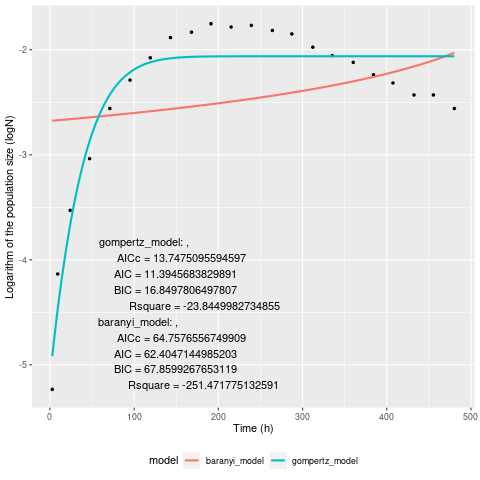 Logarithm of the population size (logN)
-2
-3
-4
-5
gompertz_model: ,
AICc = 13.7475095594597
AIC = 11.3945683829891
BIC = 16.8497806497807
Rsquare = -23.8449982734855
baranyi_model: ,
AICc = 64.7576556749909
AIC = 62.4047144985203
BIC = 67.8599267653119
Rsquare = -251.471775132591
0 100 200 300 400 500
Time (h)
model baranyi_model gompertz_model